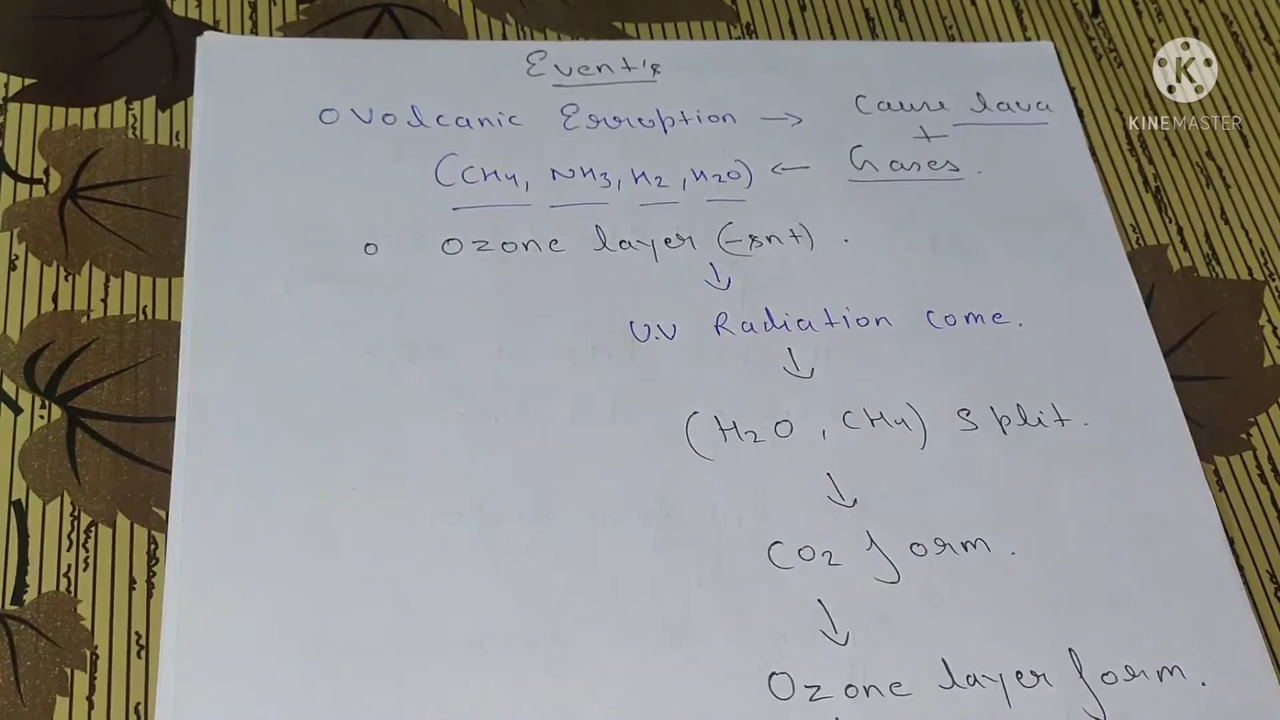 Event's
o Volcanic Erruption → Cause lava
+
(CH4, NH3, H2, H2O) ← Gases.
o Ozone layer (-snt).
↓
U.V Radiation come.
↓
(H2O, CH4) Split.
↓
CO2 form.
↓
Ozone layer form.
K
KINEMASTER